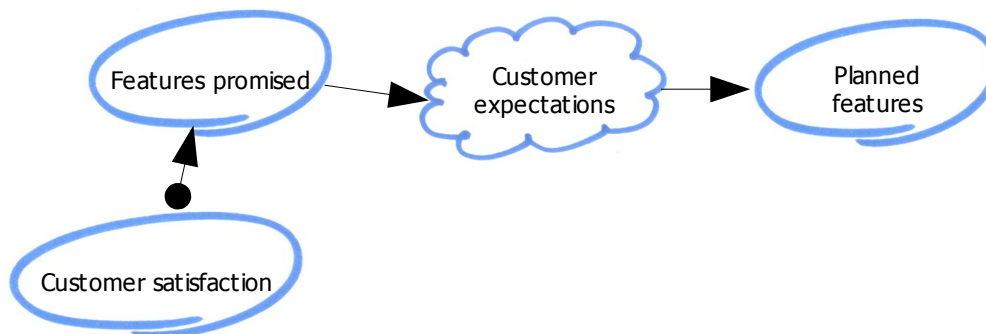 Features promised
Customer
expectations
Planned
features
Customer satisfaction